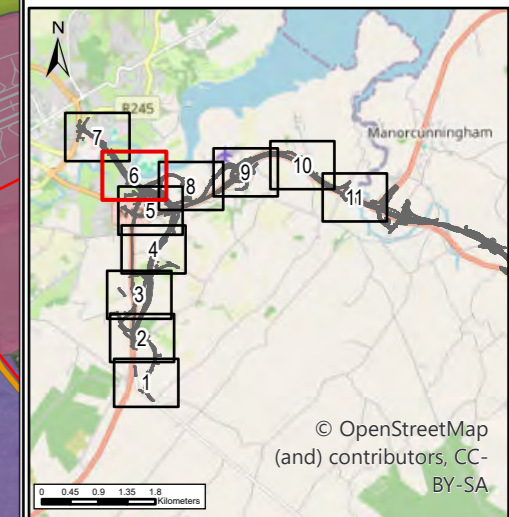 N
R245
7
Manorcunningham
6
8
9
10
11
5
4
3
2
1
© OpenStreetMap
(and) contributors, CC-
BY-SA
0 0.45 0.9 1.35 1.8
Kilometers